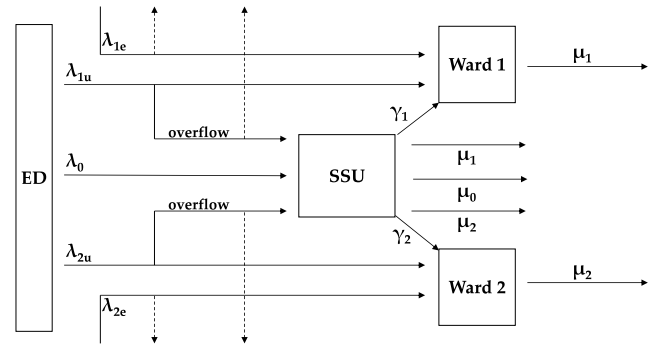 λ1e
Ward 1
μ1
λ1u
γ1
overflow
μ1
λ0
ED
SSU
μ0
overflow
μ2
γ2
λ2u
μ2
Ward 2
λ2e